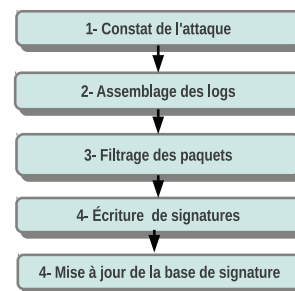 1- Constat de l'attaque
2- Assemblage des logs
3- Filtrage des paquets
4- Écriture de signatures
4- Mise à jour de la base de signature